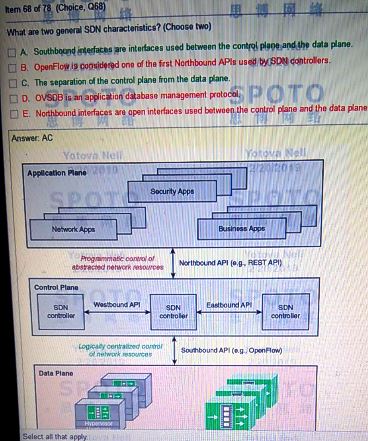 Item 68 of 78 (Choice, Q68)
What are two general SDN characteristics? (Choose two)
A. Southbound interfaces are interfaces used between the control plane and the data plane.
B. OpenFlow is considered one of the first Northbound APIs used by SDN controllers.
C. The separation of the control plane from the data plane.
D. OVSDB is an application database management protocol.
E. Northbound interfaces are open interfaces used between the control plane and the data plane
Answer: AC
Yotova Neli
Yotova Neli
Application Plane
SPOTO
Security Apps
Network Apps
Business Apps
Programmatic control of
abstracted network resources
Northbound API (e.g., REST API)
Control Plane
SDN
controller
Westbound API
SDN
controller
Eastbound API
SDN
controller
Logically centralized control
of network resources
Southbound API (e.g., OpenFlow)
Data Plane
Hypervisor
Select all that apply